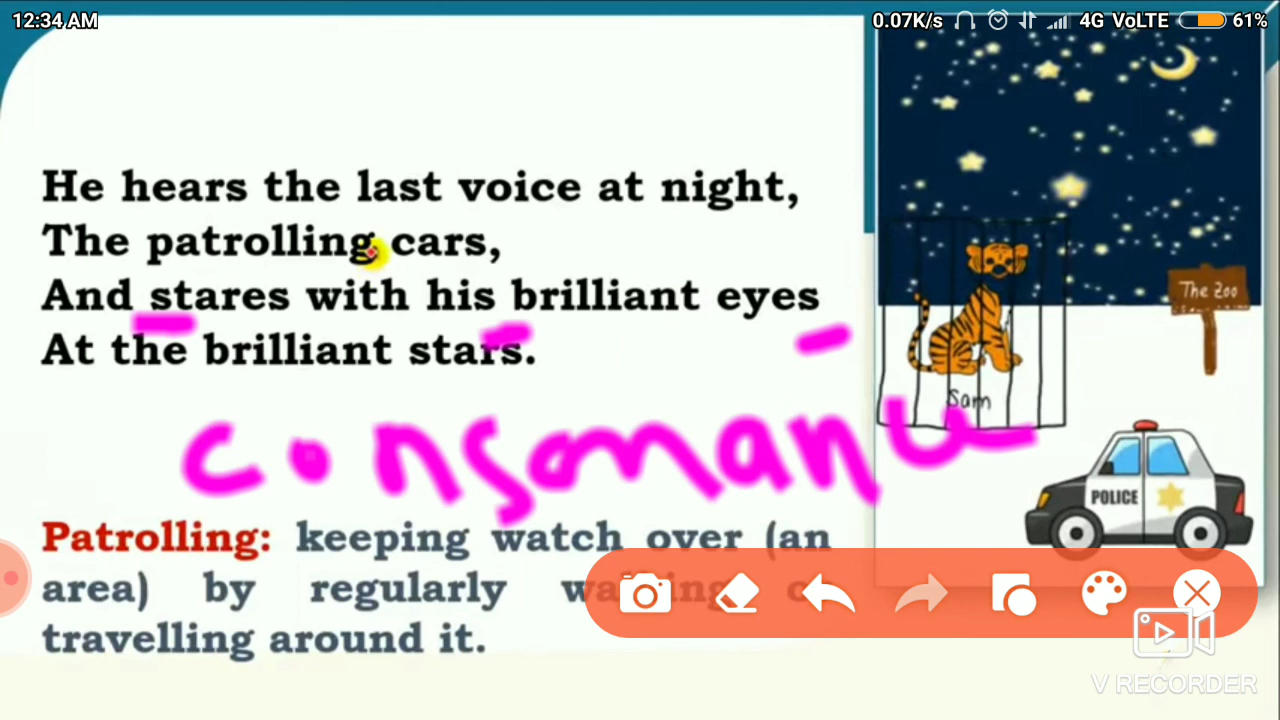 12:34 AM 0.07K/s 4G VoLTE 61%
He hears the last voice at night,
The patrolling cars,
And stares with his brilliant eyes
At the brilliant stars.
The Zoo
Sam
POLICE
Patrolling: keeping watch over (an
area) by regularly
travelling around it.
V RECORDER